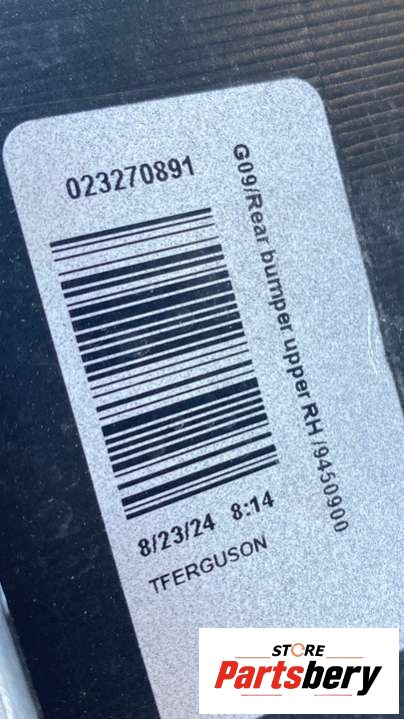 023270891
G09/Rear bumper upper RH /9450900
8/23/24 8:14
TFERGUSON
STORE
Partsbery